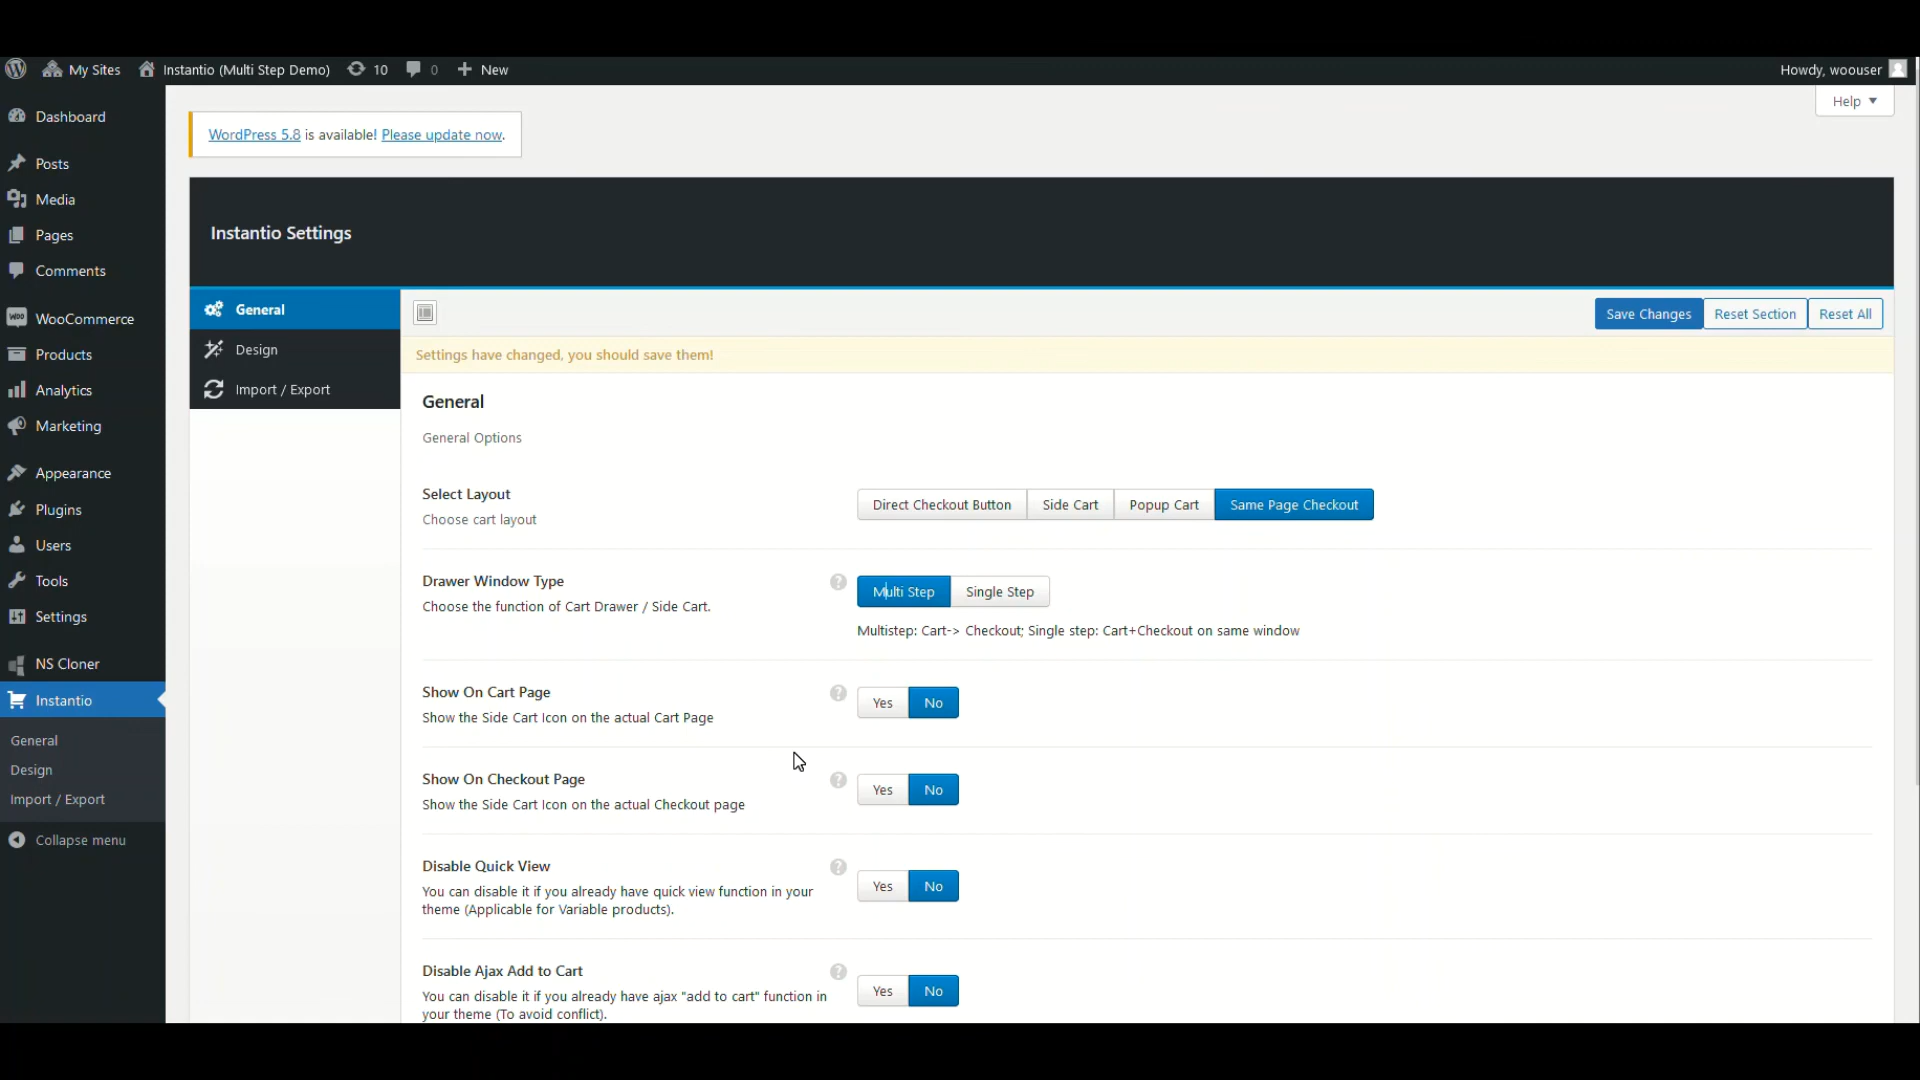 My Sites
Instantio (Multi Step Demo)
10
0
New
Howdy, woouser
Help
Dashboard
Posts
Media
Pages
Comments
WooCommerce
Products
Analytics
Marketing
Appearance
Plugins
Users
Tools
Settings
NS Cloner
Instantio
General
Design
Import / Export
Collapse menu
WordPress 5.8 is available! Please update now.
Instantio Settings
General
Design
Import / Export
Save Changes
Reset Section
Reset All
Settings have changed, you should save them!
General
General Options
Select Layout
Choose cart layout
Direct Checkout Button
Side Cart
Popup Cart
Same Page Checkout
Drawer Window Type
Choose the function of Cart Drawer / Side Cart.
?
Multi Step
Single Step
Multistep: Cart-> Checkout; Single step: Cart+Checkout on same window
Show On Cart Page
Show the Side Cart Icon on the actual Cart Page
?
Yes
No
Show On Checkout Page
Show the Side Cart Icon on the actual Checkout page
?
Yes
No
Disable Quick View
You can disable it if you already have quick view function in your
theme (Applicable for Variable products).
?
Yes
No
Disable Ajax Add to Cart
You can disable it if you already have ajax "add to cart" function in
your theme (To avoid conflict).
?
Yes
No